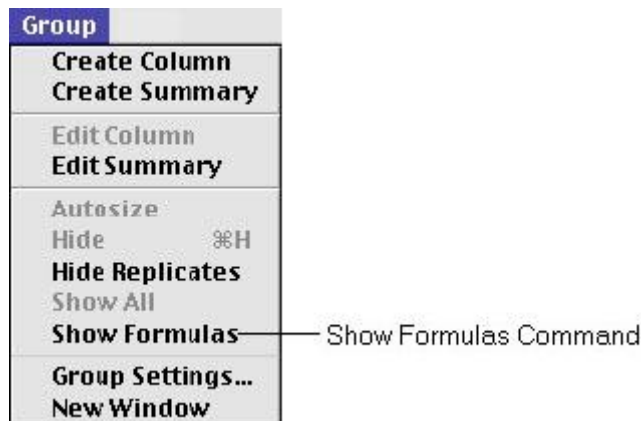 Group
Create Column
Create Summary
Edit Column
Edit Summary
Autosize
Hide ⌘H
Hide Replicates
Show All
Show Formulas Show Formulas Command
Group Settings...
New Window